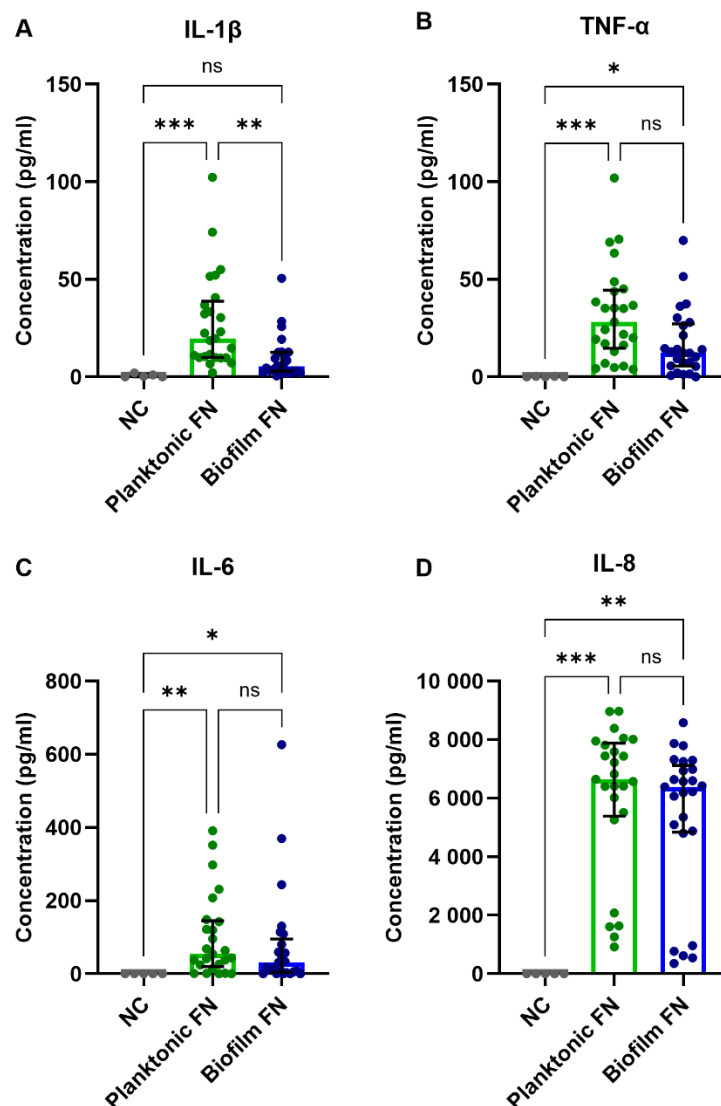 A
IL-1β
ns
*** **
150
100
50
0
Concentration (pg/ml)
NC
Planktonic FN
Biofilm FN
B
TNF-α
*
*** ns
150
100
50
0
Concentration (pg/ml)
NC
Planktonic FN
Biofilm FN
C
IL-6
*
** ns
800
600
400
200
0
Concentration (pg/ml)
NC
Planktonic FN
Biofilm FN
D
IL-8
**
*** ns
10 000
8 000
6 000
4 000
2 000
0
Concentration (pg/ml)
NC
Planktonic FN
Biofilm FN